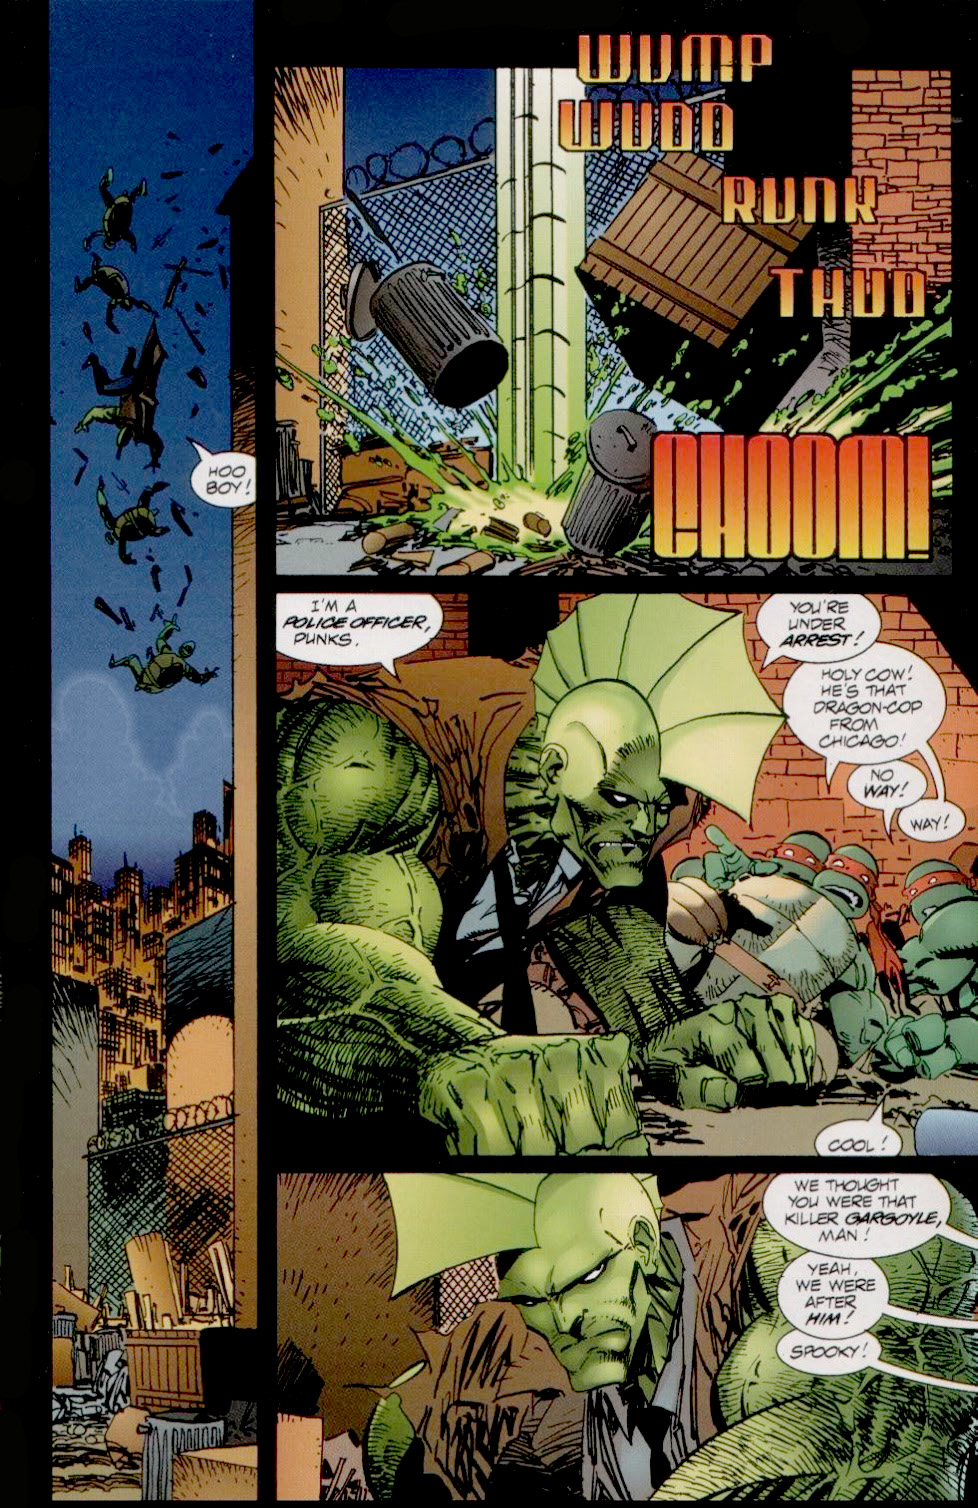 HOO
BOY!
WUMP
WUDD
RUNK
THUD
CHOOM!
I'M A
POLICE OFFICER,
PUNKS.
YOU'RE
UNDER
ARREST!
HOLY COW!
HE'S THAT
DRAGON-COP
FROM
CHICAGO!
NO
WAY!
WAY!
COOL!
WE THOUGHT
YOU WERE THAT
KILLER GARGOYLE,
MAN!
YEAH,
WE WERE
AFTER
HIM!
SPOOKY!